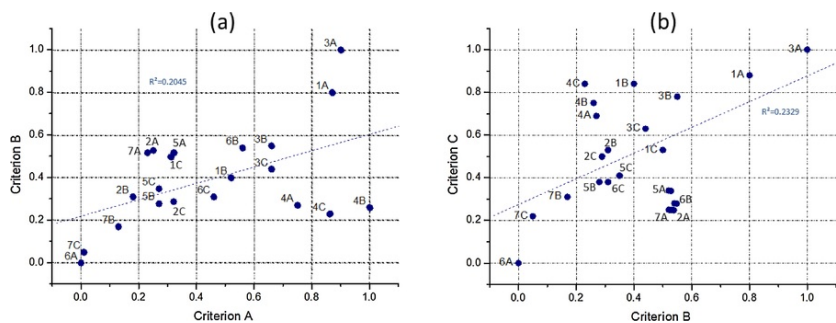 (a)
(b)
3A
1.0
R²=0.2045
1A
0.8
0.6
7A 2A 5A
1C
6B
3B
0.4
1B
3C
5C
2B
5B
2C
6C
4A
4C
4B
0.2
7B
7C
0.0
6A
0.0 0.2 0.4 0.6 0.8 1.0
Criterion A
Criterion B
3A
1.0
4C
1B
1A
0.8
4B
3B
R²=0.2329
4A
3C
0.6
2B
1C
2C
5C
0.4
5B
6C
5A
7B
6B
7C
7A 2A
0.2
0.0
6A
0.0 0.2 0.4 0.6 0.8 1.0
Criterion B
Criterion C